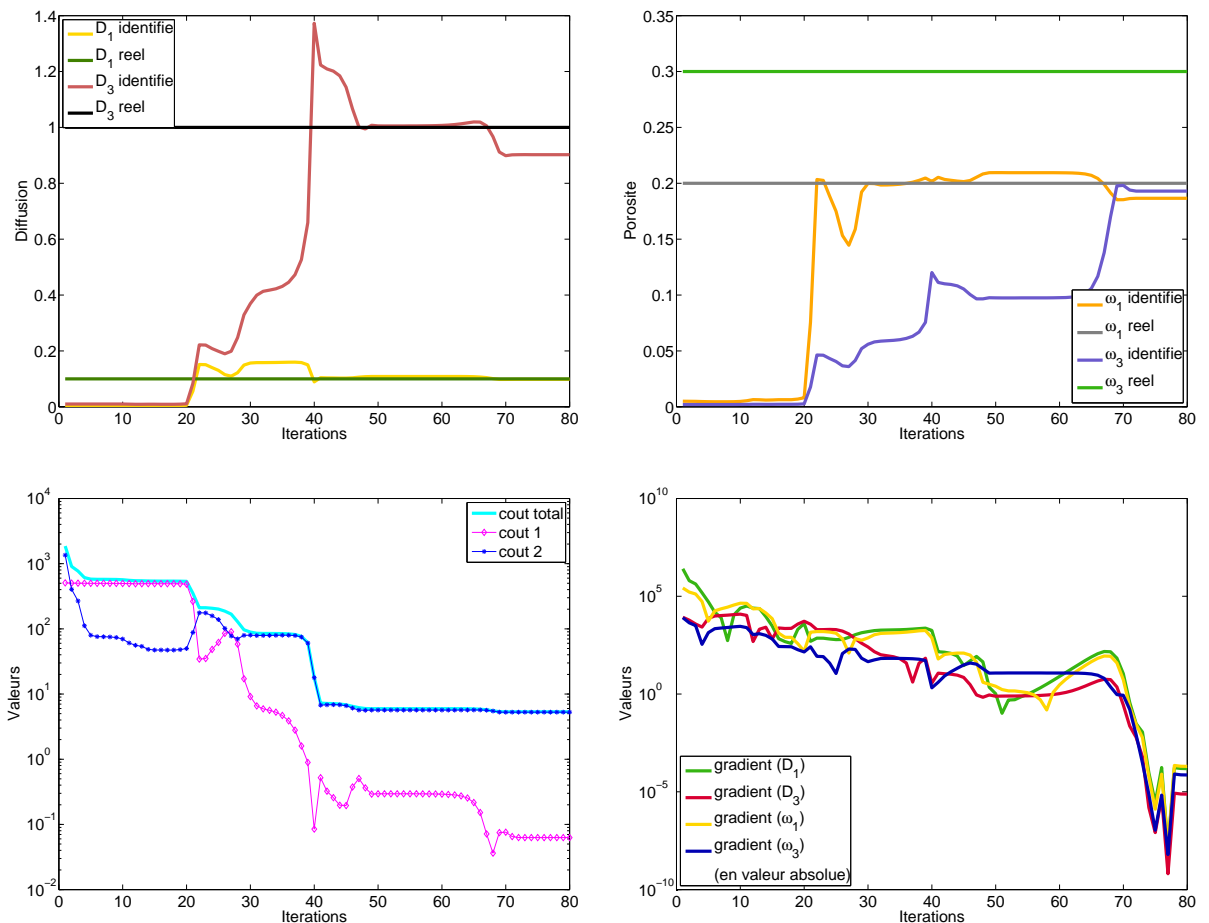 1.4
1.2
1
0.8
0.6
0.4
0.2
0
Diffusion
D1 identifie
D1 reel
D3 identifie
D3 reel
0 10 20 30 40 50 60 70 80
Iterations
0.35
0.3
0.25
0.2
0.15
0.1
0.05
0
Porosite
ω1 identifie
ω1 reel
ω3 identifie
ω3 reel
0 10 20 30 40 50 60 70 80
Iterations
10^4
10^3
10^2
10^1
10^0
10^−1
10^−2
Valeurs
cout total
cout 1
cout 2
0 10 20 30 40 50 60 70 80
Iterations
10^10
10^5
10^0
10^−5
10^−10
Valeurs
gradient (D1)
gradient (D3)
gradient (ω1)
gradient (ω3)
(en valeur absolue)
0 10 20 30 40 50 60 70 80
Iterations